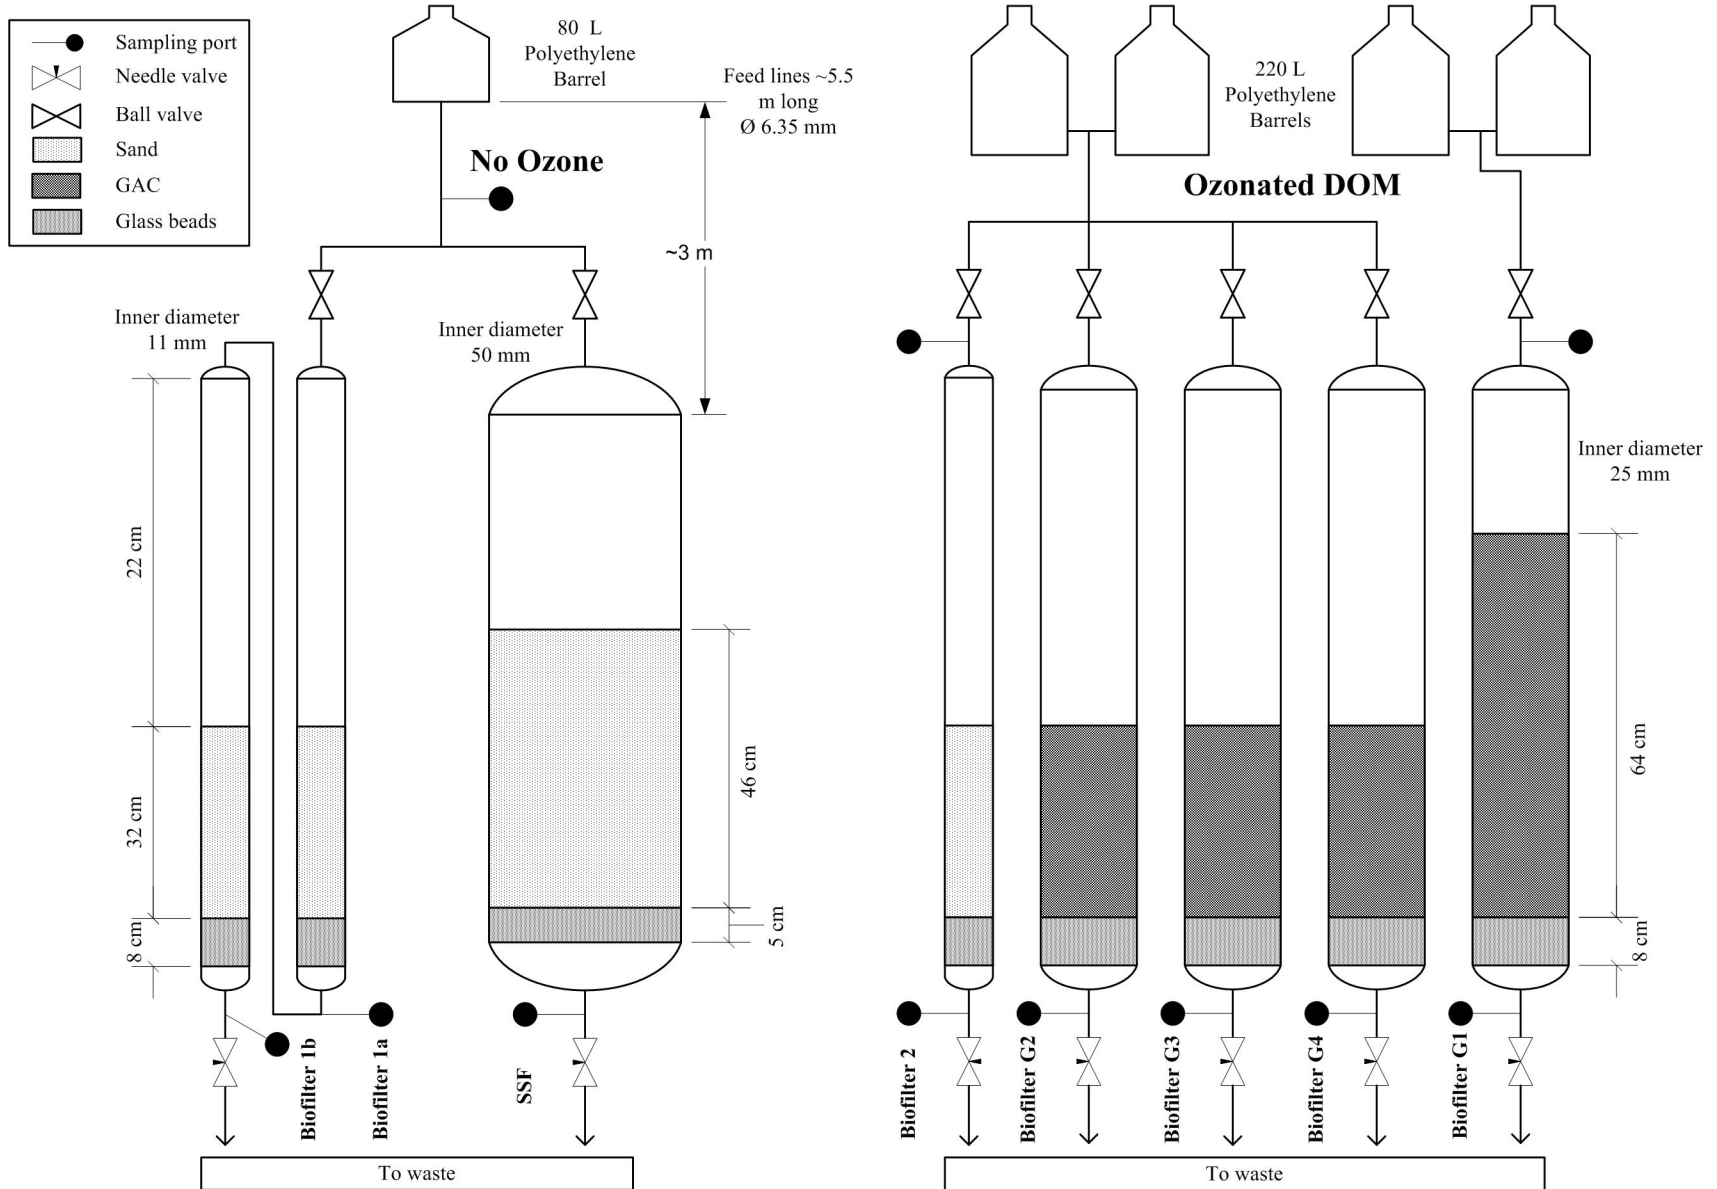 Sampling port
Needle valve
Ball valve
Sand
GAC
Glass beads
80 L
Polyethylene
Barrel
Feed lines ~5.5
m long
Ø 6.35 mm
No Ozone
~3 m
Inner diameter
11 mm
Inner diameter
50 mm
22 cm
32 cm
8 cm
46 cm
5 cm
Biofilter 1b
Biofilter 1a
SSF
To waste
220 L
Polyethylene
Barrels
Ozonated DOM
Inner diameter
25 mm
64 cm
8 cm
Biofilter 2
Biofilter G2
Biofilter G3
Biofilter G4
Biofilter G1
To waste